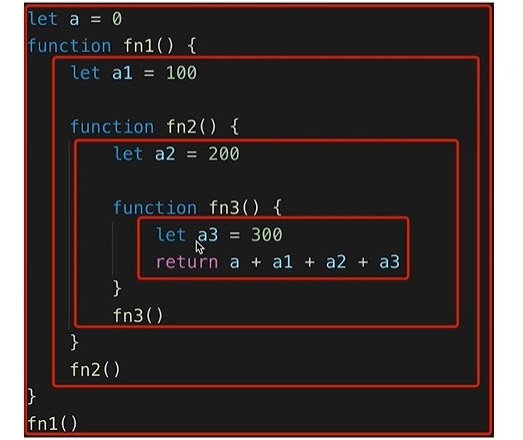 let a = 0
function fn1() {
    let a1 = 100
    function fn2() {
        let a2 = 200
        function fn3() {
            let a3 = 300
            return a + a1 + a2 + a3
        }
        fn3()
    }
    fn2()
}
fn1()